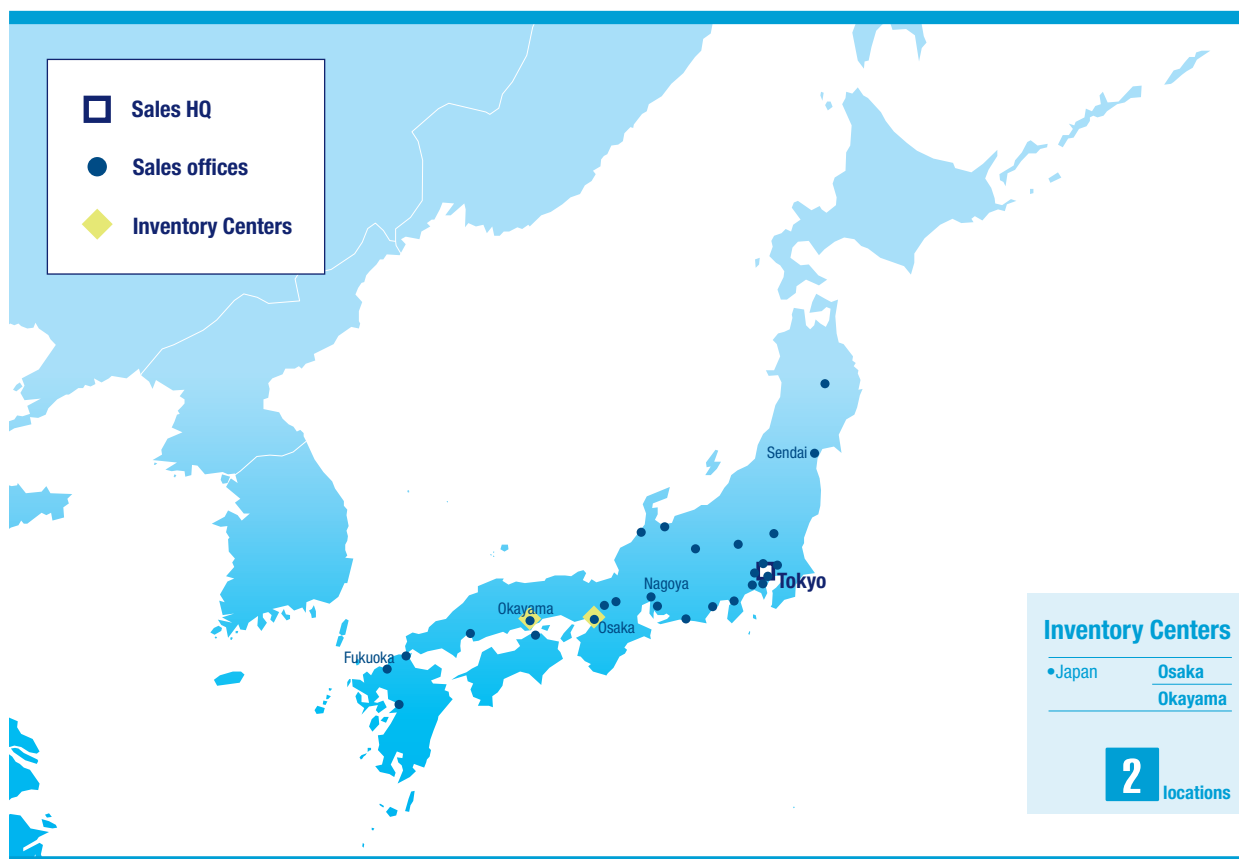 Sales HQ
Sales offices
Inventory Centers
Sendai
Tokyo
Nagoya
Okayama
Osaka
Fukuoka
Inventory Centers
•Japan Osaka
Okayama
2 locations